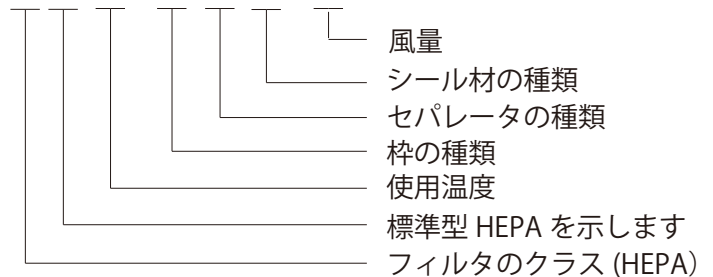 風量
シール材の種類
セパレータの種類
枠の種類
使用温度
標準型 HEPA を示します
フィルタのクラス (HEPA)